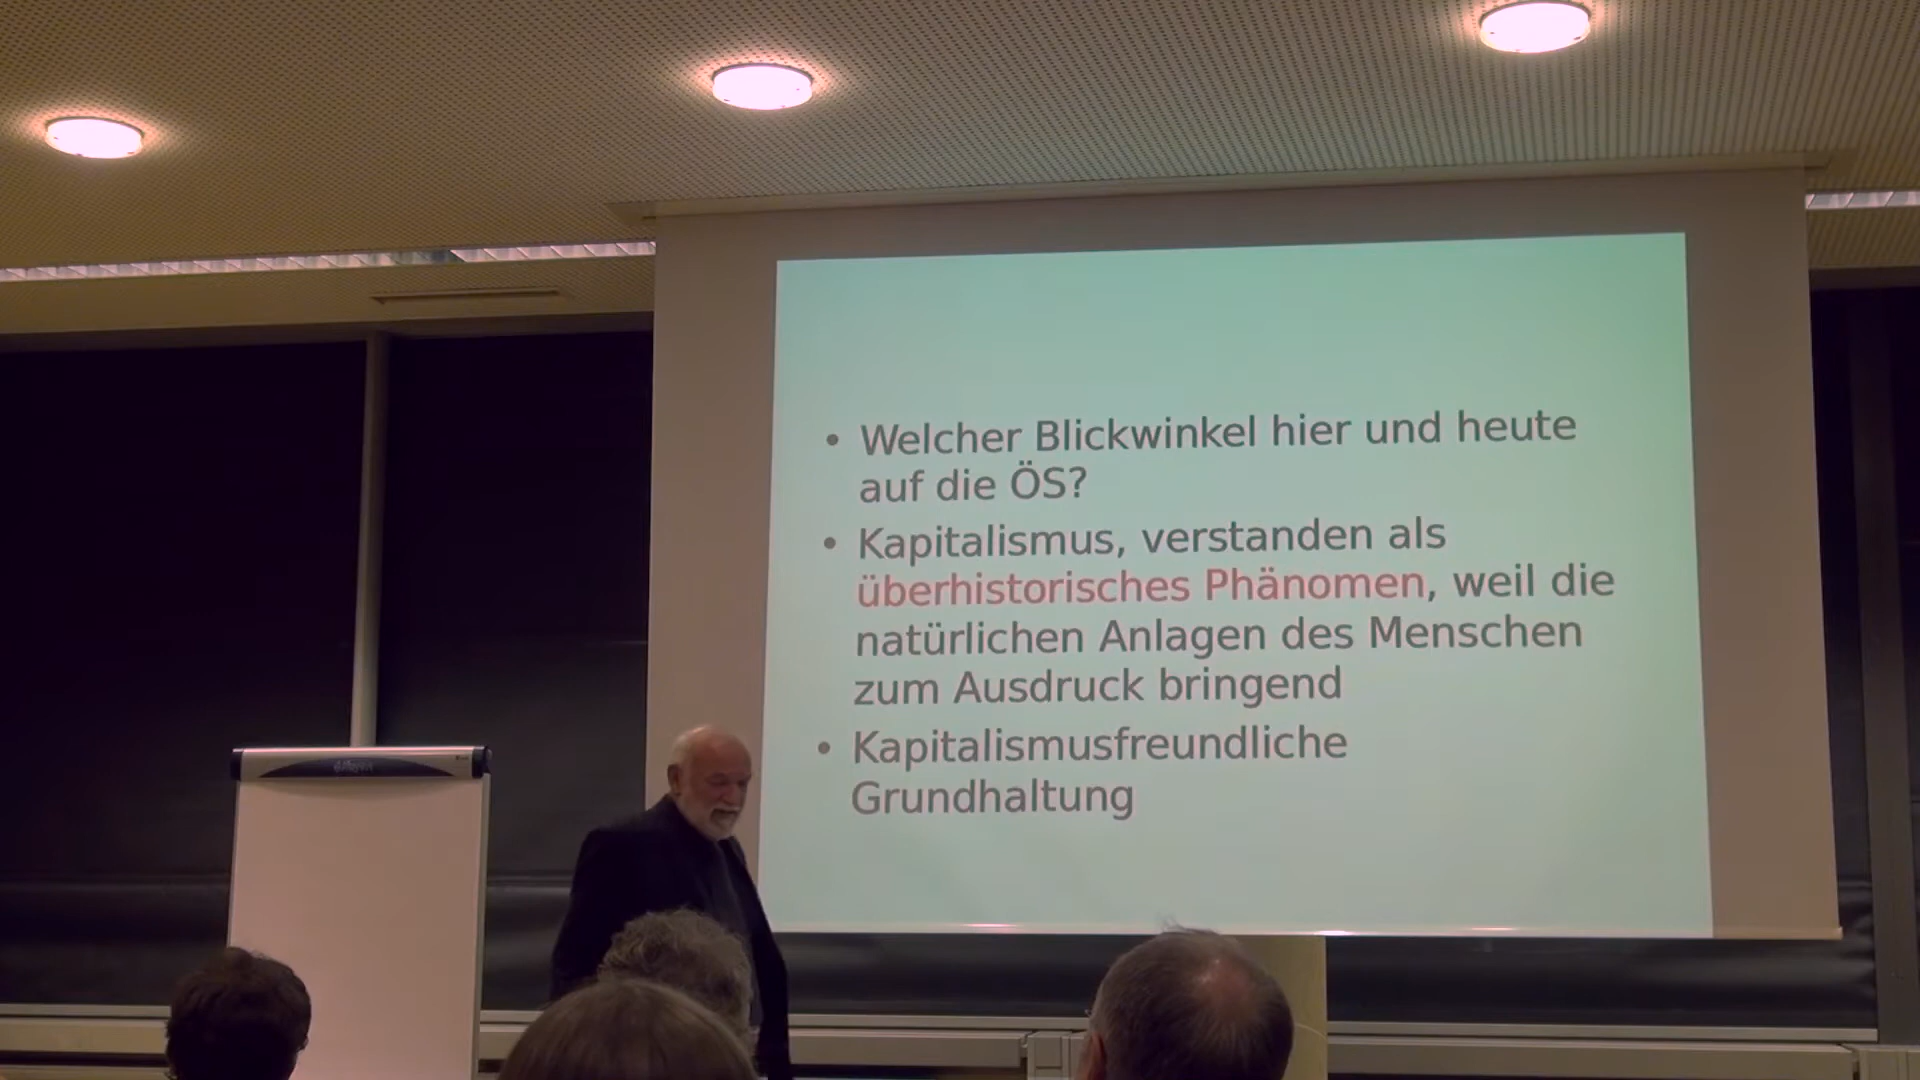 • Welcher Blickwinkel hier und heute
auf die ÖS?
• Kapitalismus, verstanden als
überhistorisches Phänomen, weil die
natürlichen Anlagen des Menschen
zum Ausdruck bringend
• Kapitalismusfreundliche
Grundhaltung